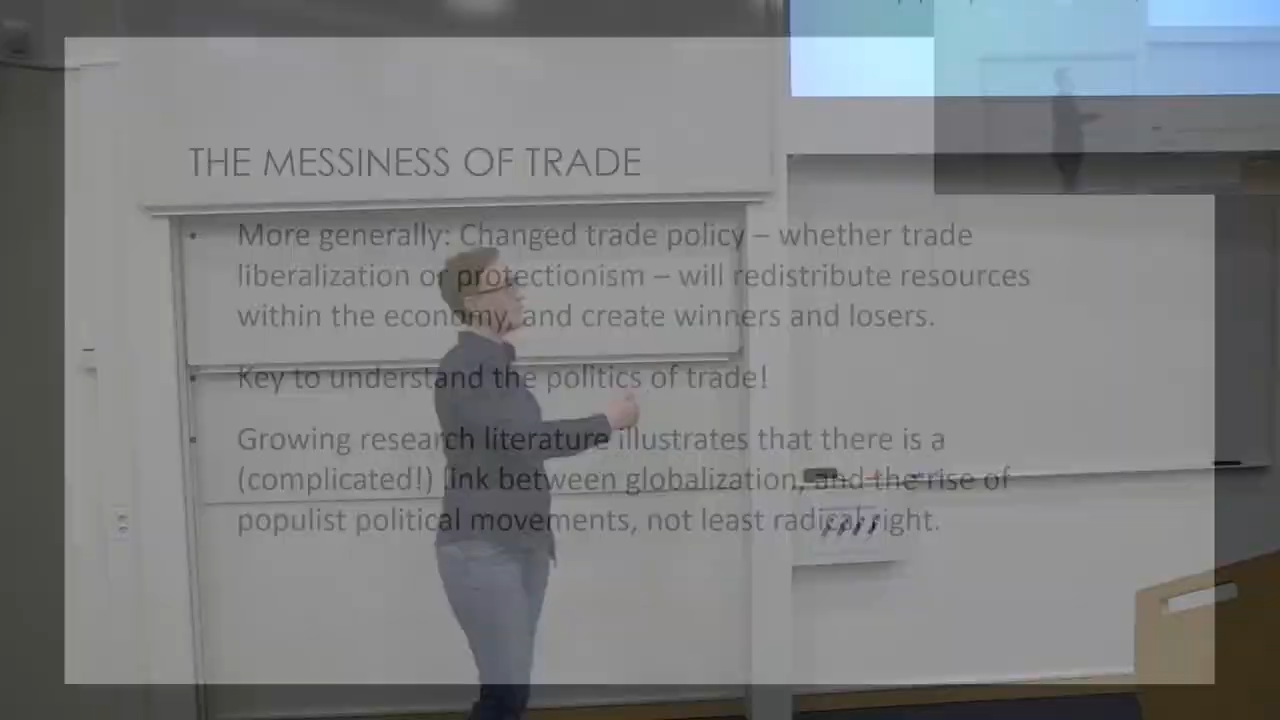 THE MESSINESS OF TRADE
• More generally: Changed trade policy – whether trade
liberalization or protectionism – will redistribute resources
within the economy, and create winners and losers.
• Key to understand the politics of trade!
• Growing research literature illustrates that there is a
(complicated!) link between globalization, and the rise of
populist political movements, not least radical right.